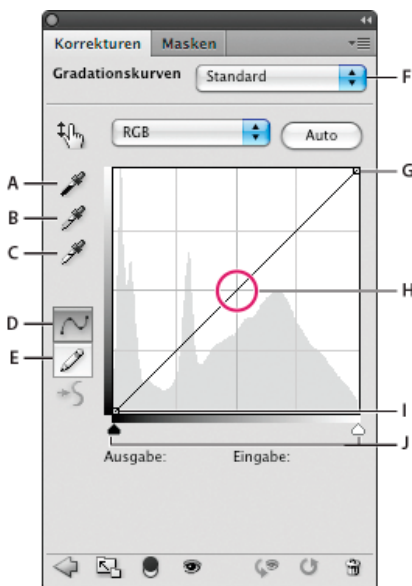 Korrekturen Masken
Gradationskurven Standard F
RGB Auto
G
A
B
C
H
D
E
I
J
Ausgabe: Eingabe: